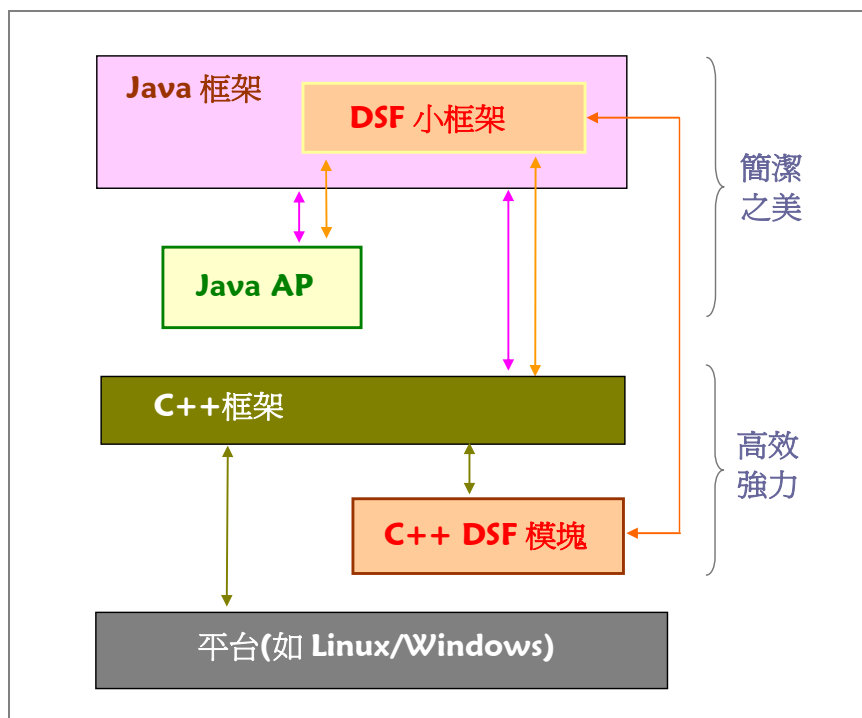 Java 框架
DSF 小框架
簡潔
之美
Java AP
C++框架
高效
強力
C++ DSF 模塊
平台(如 Linux/Windows)